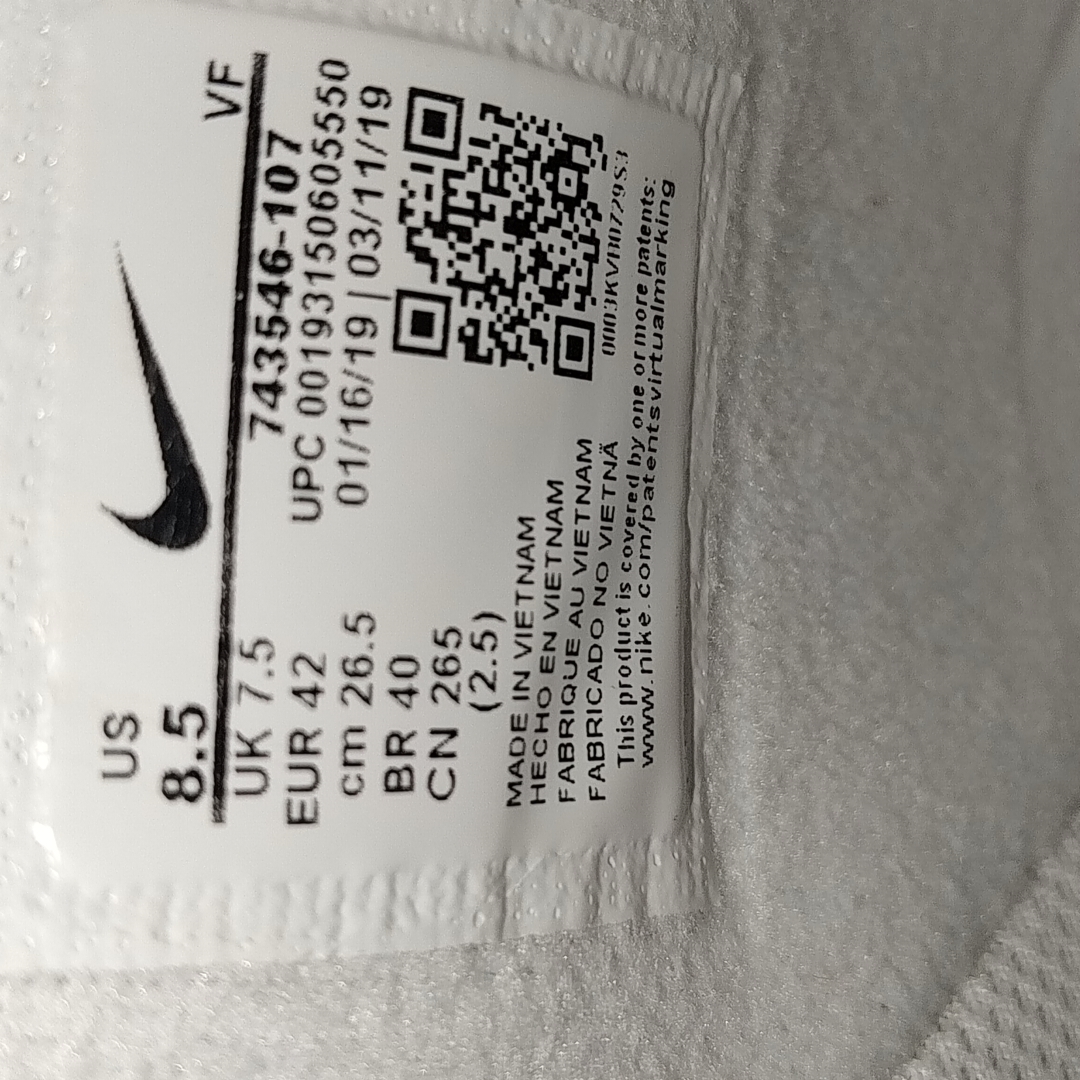 US
8.5
VF
UK 7.5
EUR 42
cm 26.5
BR 40
CN 265
(2.5)
743546-107
UPC 00193150605550
01/16/19 | 03/11/19
MADE IN VIETNAM
HECHO EN VIETNAM
FABRIQUE AU VIETNAM
FABRICADO NO VIETNÃ
0003KVB0729S3
This product is covered by one or more patents:
www.nike.com/patentsvirtualmarking